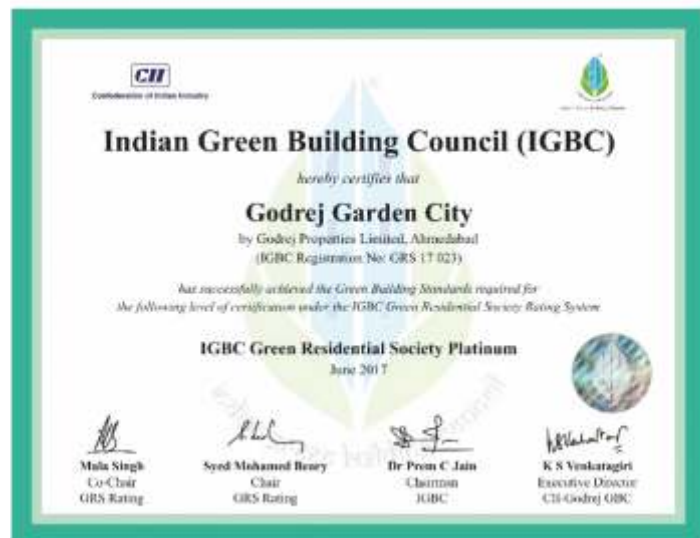 CII
Confederation of Indian Industry
Indian Green Building Council (IGBC)
hereby certifies that
Godrej Garden City
by Godrej Properties Limited, Ahmedabad
(IGBC Registration No: GRS 17 023)
has successfully achieved the Green Building Standards required for
the following level of certification under the IGBC Green Residential Society Rating System
IGBC Green Residential Society Platinum
June 2017
Mala Singh
Co-Chair
GRS Rating
Syed Mohamed Beary
Chair
GRS Rating
Dr Prem C Jain
Chairman
IGBC
K S Venkatagiri
Executive Director
CII-Godrej GBC